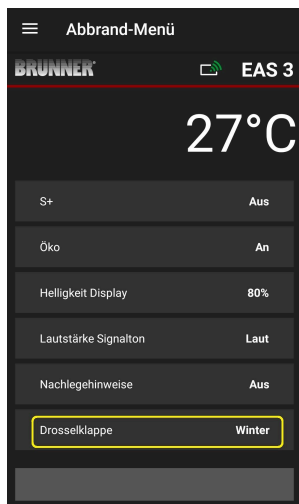 Abbrand-Menü
BRUNNER® EAS 3
27°C
S+ Aus
Öko An
Helligkeit Display 80%
Lautstärke Signalton Laut
Nachlegehinweise Aus
Drosselklappe Winter